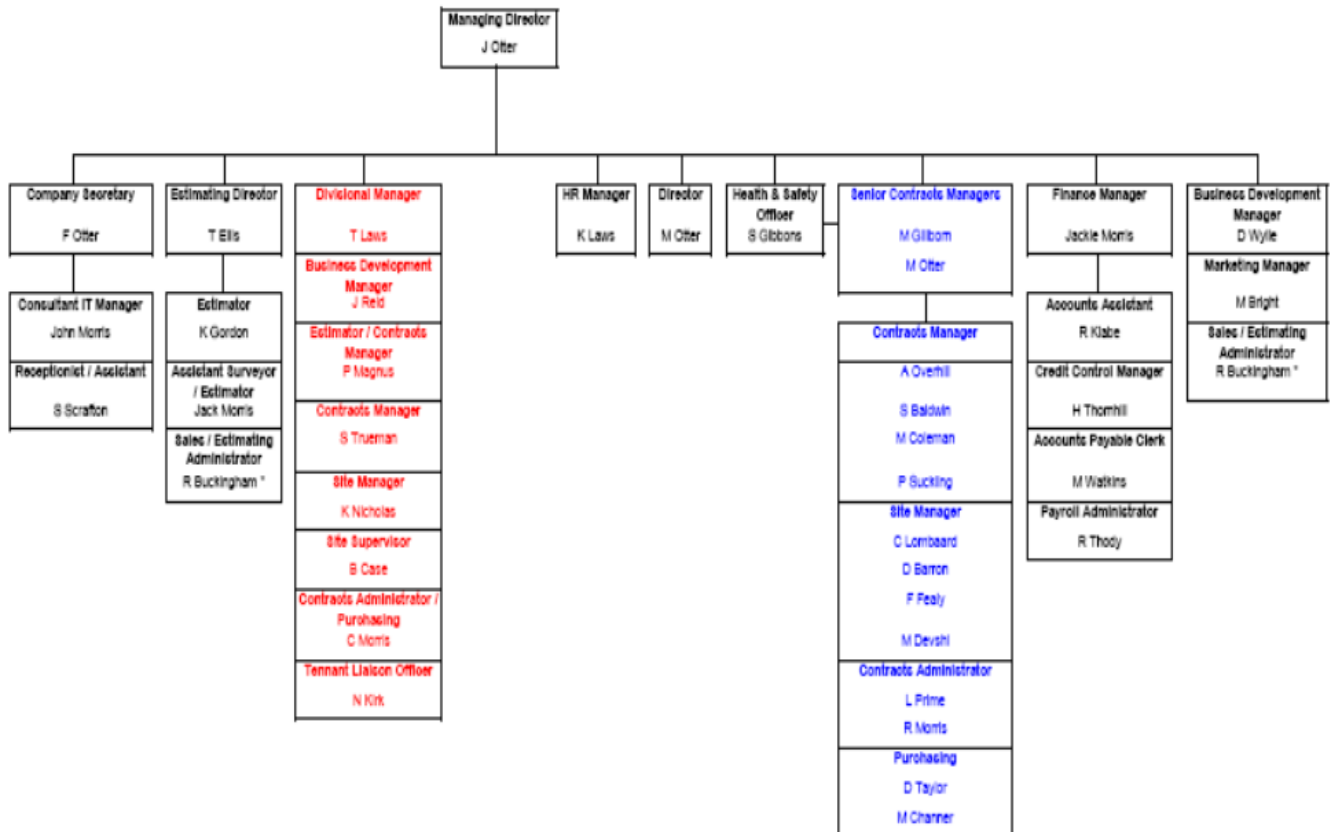 Managing Director
J Otter
Company Secretary
F Otter
Consultant IT Manager
John Morris
Receptionist / Assistant
S Scrafton
Estimating Director
T Ellis
Estimator
K Gordon
Assistant Surveyor
/ Estimator
Jack Morris
Sales / Estimating
Administrator
R Buckingham *
Divisional Manager
T Laws
Business Development
Manager
J Reid
Estimator / Contracts
Manager
P Magnus
Contracts Manager
S Trueman
Site Manager
K Nicholas
Site Supervisor
B Case
Contracts Administrator /
Purchasing
C Morris
Tennant Liaison Officer
N Kirk
HR Manager
K Laws
Director
M Otter
Health & Safety
Officer
S Gibbons
Senior Contracts Managers
M Gillborn
M Otter
Contracts Manager
A Overhill
S Baldwin
M Coleman
P Suckling
Site Manager
C Lombaard
D Barron
F Fealy
M Devshi
Contracts Administrator
L Prime
R Morris
Purchasing
D Taylor
M Channer
Finance Manager
Jackie Morris
Accounts Assistant
R Klabe
Credit Control Manager
H Thornhill
Accounts Payable Clerk
M Watkins
Payroll Administrator
R Thody
Business Development
Manager
D Wylie
Marketing Manager
M Bright
Sales / Estimating
Administrator
R Buckingham *